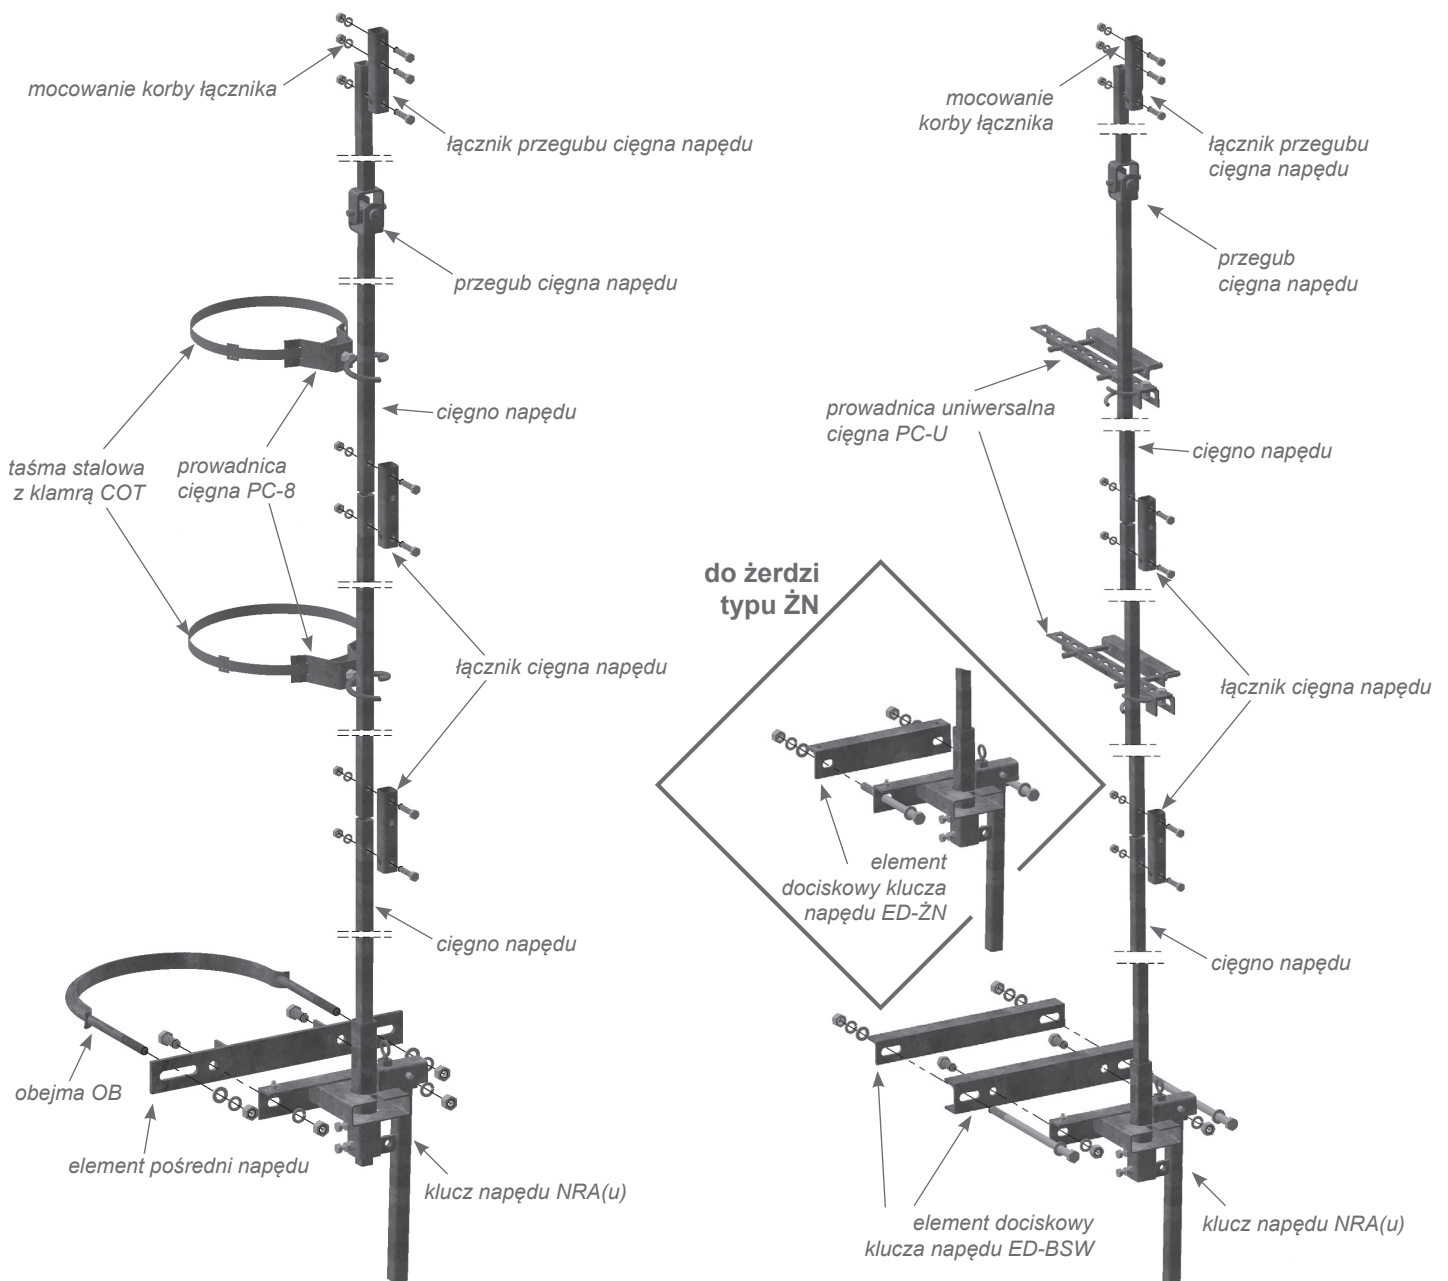 mocowanie korby łącznika
łącznik przegubu cięgna napędu
przegub cięgna napędu
cięgno napędu
taśma stalowa
z klamrą COT
prowadnica
cięgna PC-8
łącznik cięgna napędu
cięgno napędu
obejma OB
element pośredni napędu
klucz napędu NRA(u)
mocowanie
korby łącznika
łącznik przegubu
cięgna napędu
przegub
cięgna napędu
prowadnica uniwersalna
cięgna PC-U
cięgno napędu
do żerdzi
typu ŻN
łącznik cięgna napędu
element
dociskowy klucza
napędu ED-ŻN
cięgno napędu
element dociskowy
klucza napędu ED-BSW
klucz napędu NRA(u)